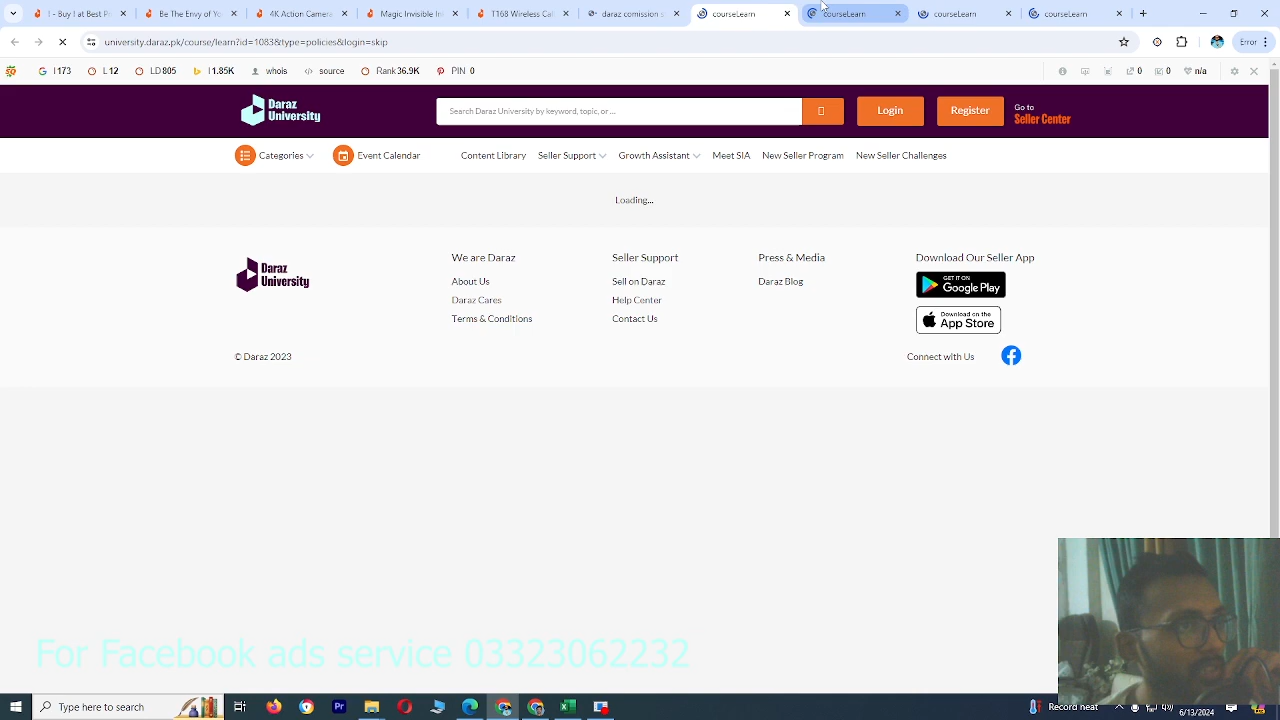 ! - Buy ! at Best Pr
Be The Envy of Yo
4K Action Camera
Magic Invisible
T168 Wireless Cal
daraz comission s
courseLearn
courseLearn
courseLearn
courseLearn
university.daraz.pk/course/learn?id=1083&type=policies&login=skip
Error
I 173
L 12
LD 805
I 1.85K
whois
source
Rank 36.9K
PIN 0
0
0
n/a
Daraz University
Search Daraz University by keyword, topic, or ...
Login
Register
Go to
Seller Center
Categories
Event Calendar
Content Library
Seller Support
Growth Assistant
Meet SIA
New Seller Program
New Seller Challenges
Loading...
Daraz University
We are Daraz
About Us
Daraz Cares
Terms & Conditions
Seller Support
Sell on Daraz
Help Center
Contact Us
Press & Media
Daraz Blog
Download Our Seller App
GET IT ON
Google Play
Download on the
App Store
© Daraz 2023
Connect with Us
For Facebook ads service 03323062232
Type here to search
6/13/2024